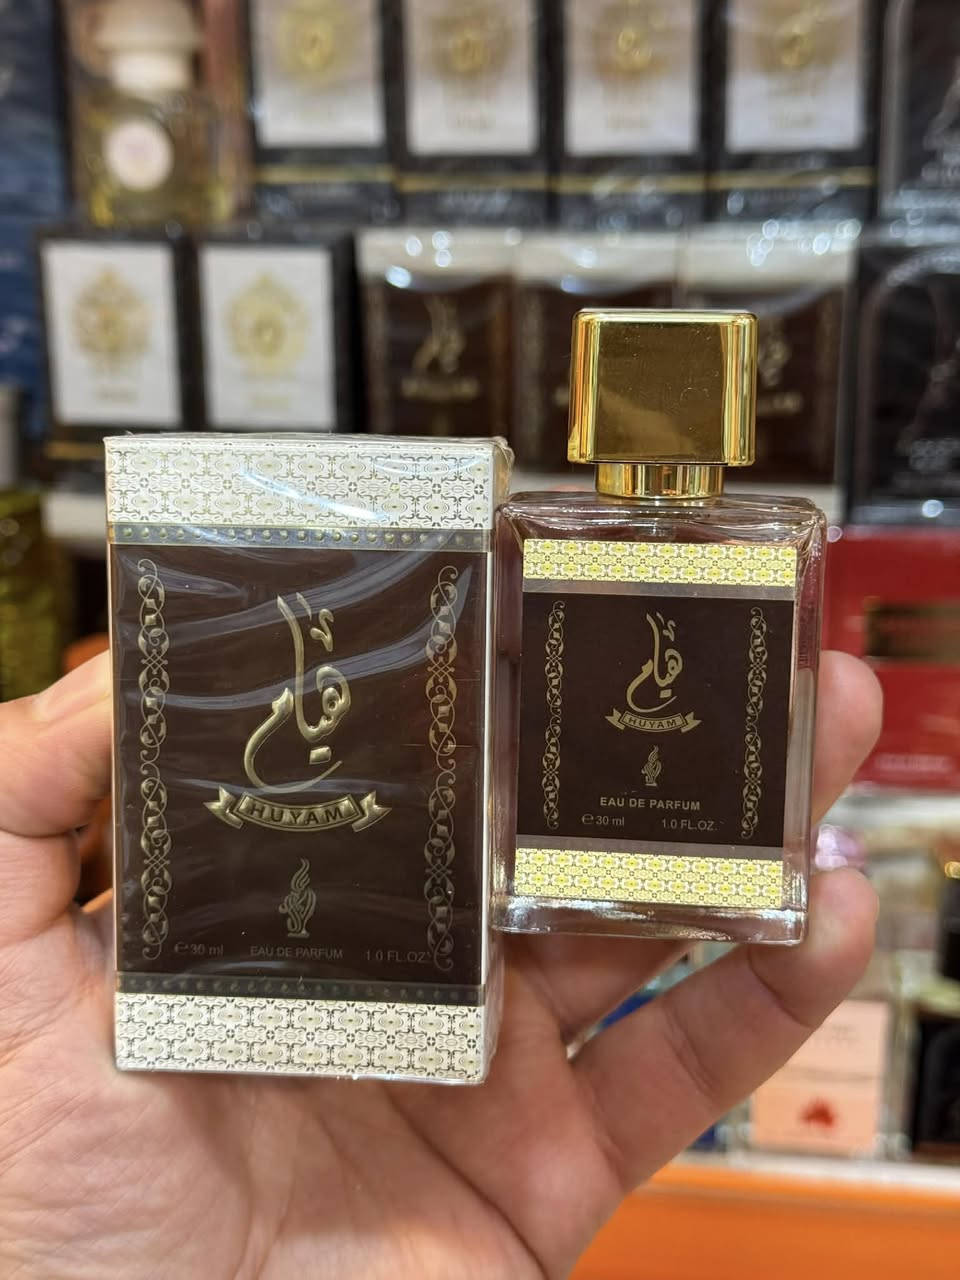 هيام
HUYAM
℮30 ml EAU DE PARFUM 1.0 FL.OZ.
هيام
HUYAM
EAU DE PARFUM
℮30 ml 1.0 FL.OZ.